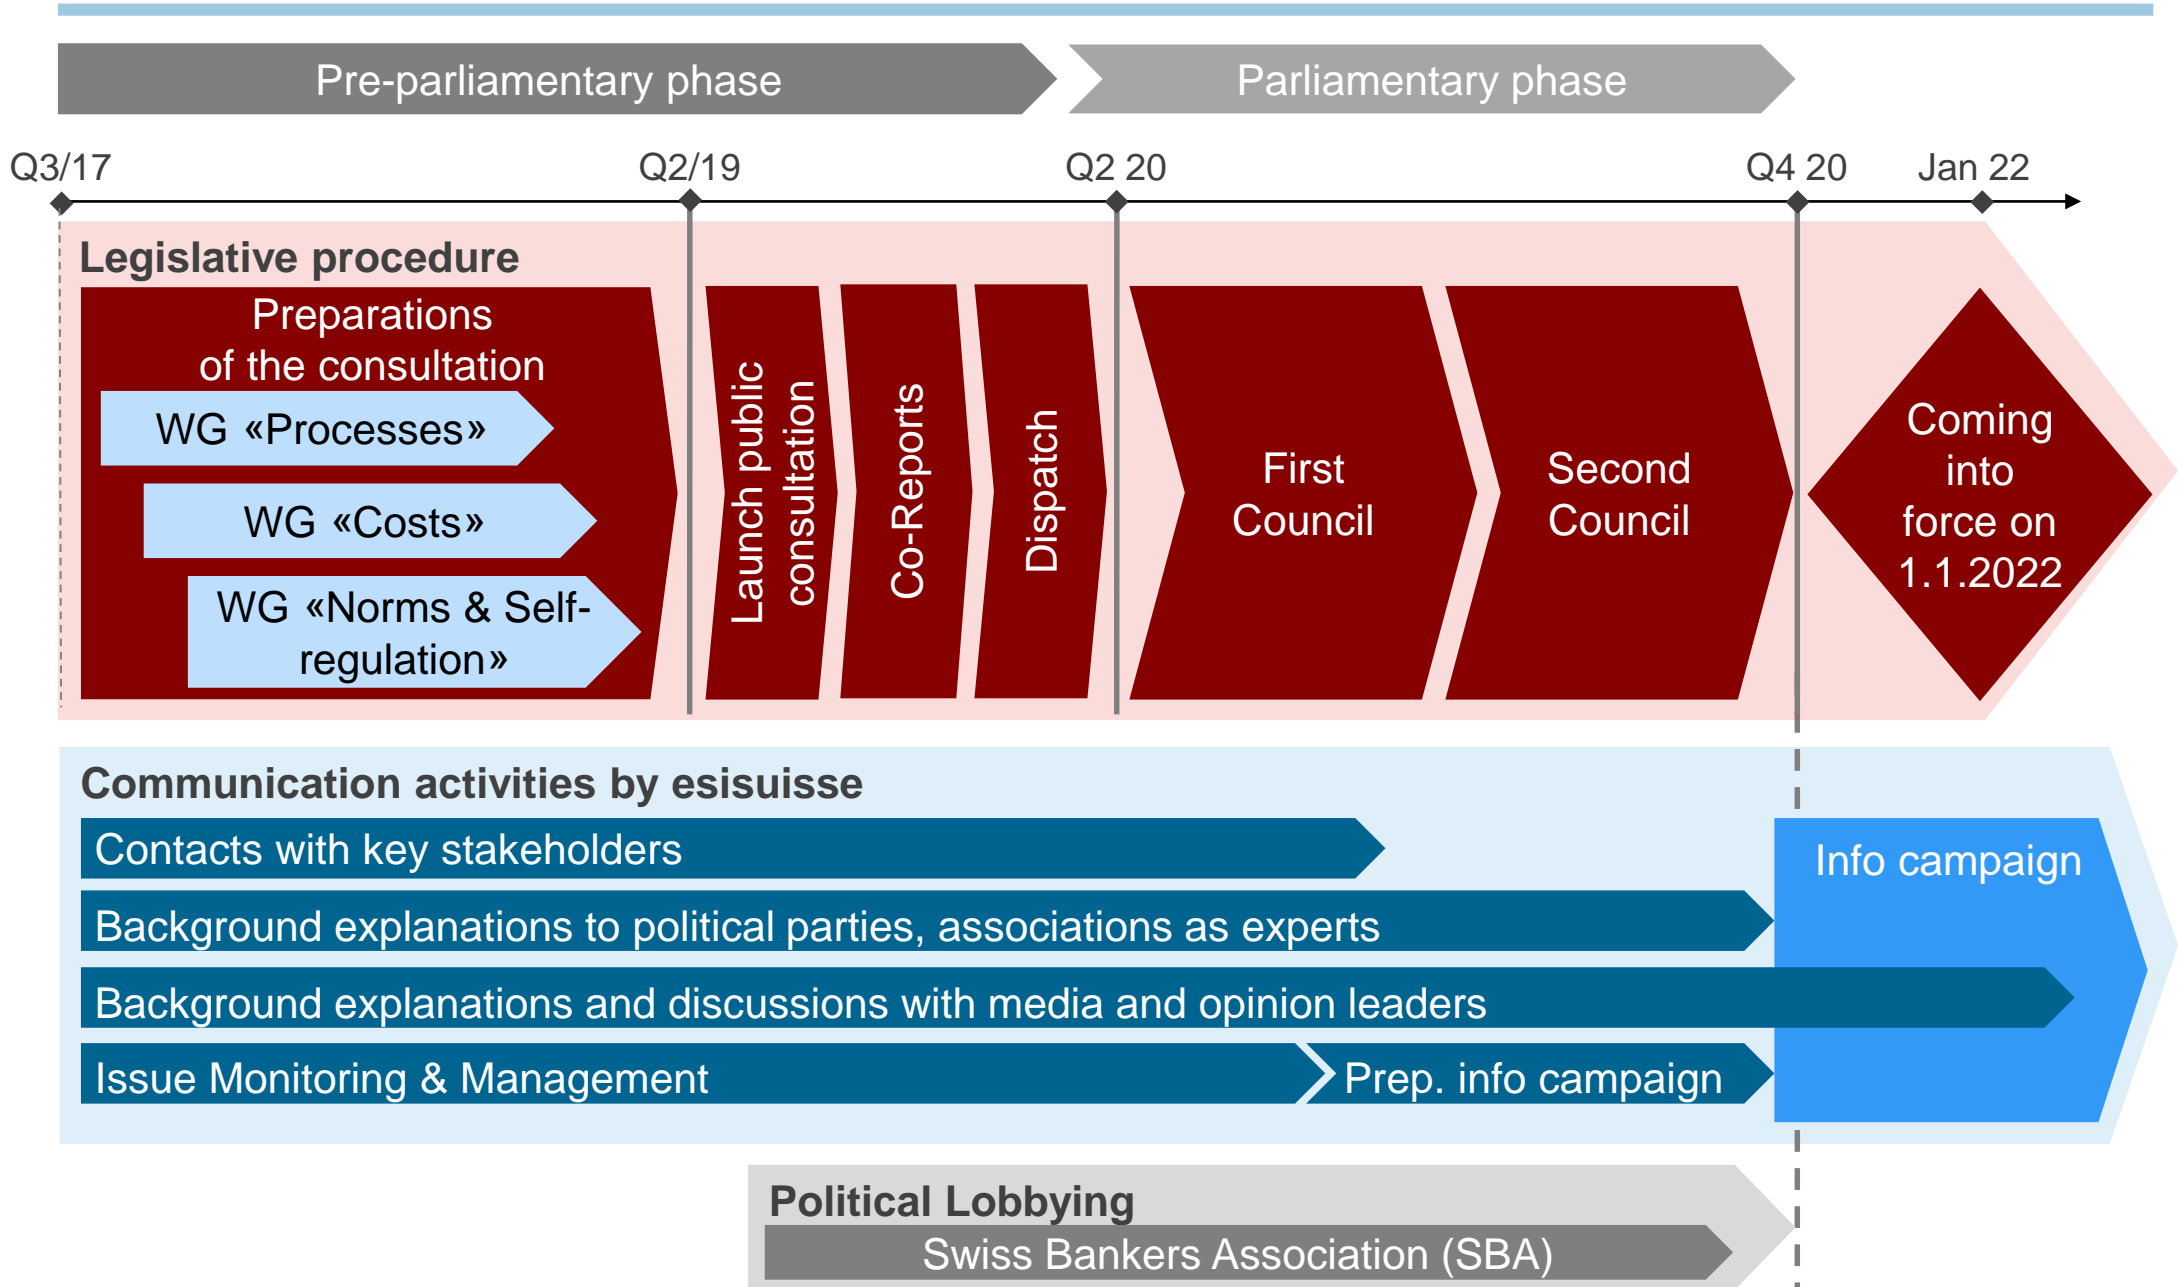 Pre-parliamentary phase
Parliamentary phase
Q3/17
Q2/19
Q2 20
Q4 20
Jan 22
Legislative procedure
Preparations
of the consultation
WG «Processes»
WG «Costs»
WG «Norms & Self-
regulation»
Launch public
consultation
Co-Reports
Dispatch
First
Council
Second
Council
Coming
into
force on
1.1.2022
Communication activities by esisuisse
Contacts with key stakeholders
Background explanations to political parties, associations as experts
Background explanations and discussions with media and opinion leaders
Issue Monitoring & Management
Prep. info campaign
Info campaign
Political Lobbying
Swiss Bankers Association (SBA)